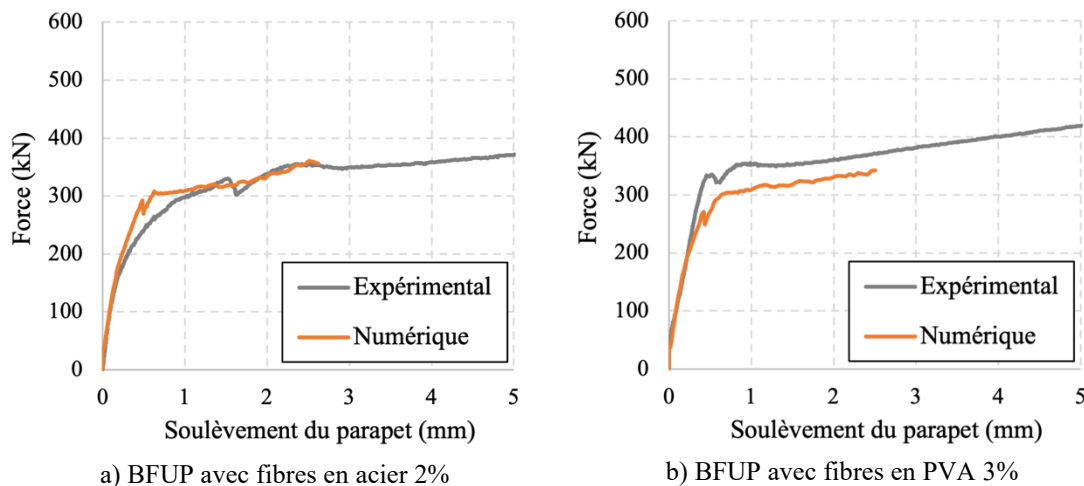 600
500
400
300
200
100
0
Force (kN)
0 1 2 3 4 5
Soulèvement du parapet (mm)
Expérimental
Numérique
a) BFUP avec fibres en acier 2%
600
500
400
300
200
100
0
Force (kN)
0 1 2 3 4 5
Soulèvement du parapet (mm)
Expérimental
Numérique
b) BFUP avec fibres en PVA 3%